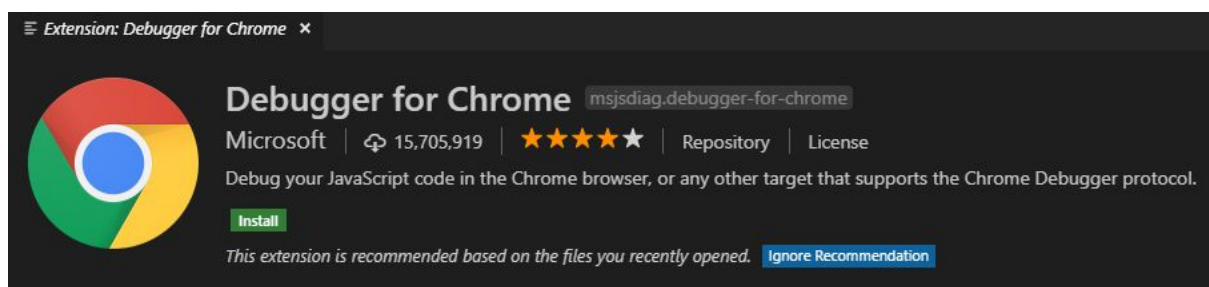 Extension: Debugger for Chrome ×
Debugger for Chrome msjsdiag.debugger-for-chrome
Microsoft | 15,705,919 | ★★★★★ | Repository | License
Debug your JavaScript code in the Chrome browser, or any other target that supports the Chrome Debugger protocol.
Install
This extension is recommended based on the files you recently opened. Ignore Recommendation